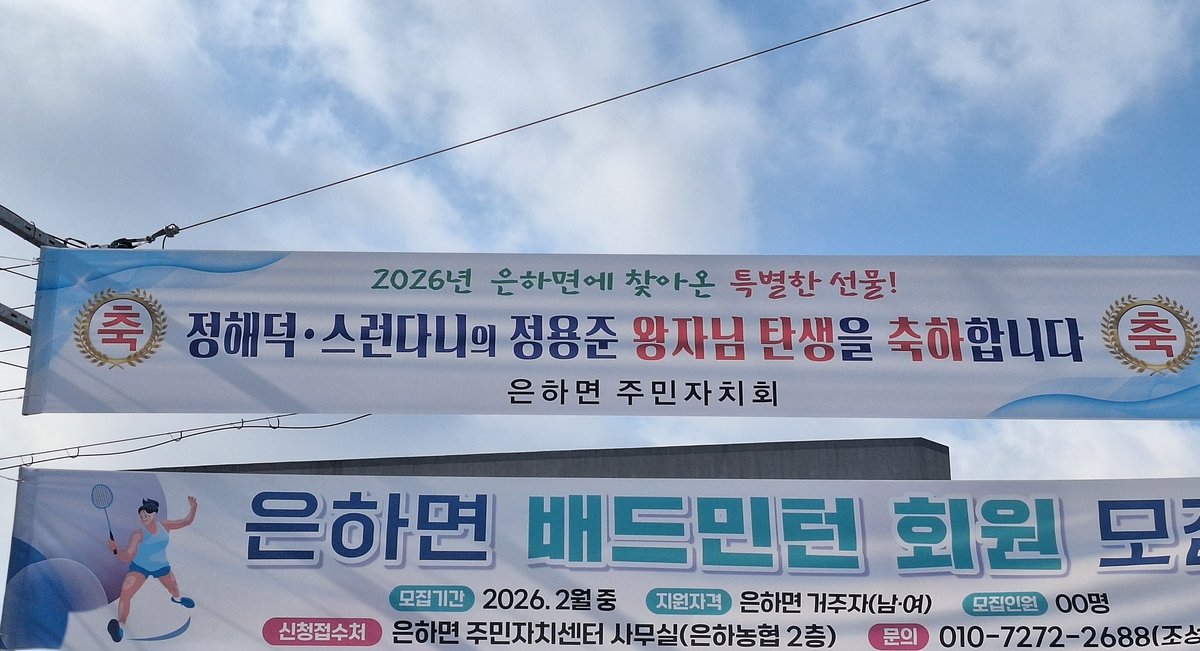 2026년 은하면에 찾아온 특별한 선물!
축 정해덕·스런다니의 정용준 왕자님 탄생을 축하합니다 축
은하면 주민자치회
은하면 배드민턴 회원
모집기간 2026. 2월 중 지원자격 은하면 거주자(남·여) 모집인원 00명
신청접수처 은하면 주민자치센터 사무실(은하농협 2층) 문의 010-7272-2688